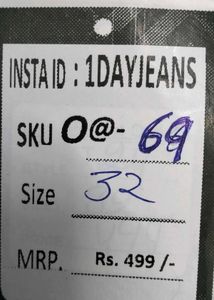 INSTA ID : 1DAYJEANS
SKU O@- 69
Size 32
MRP. Rs. 499 /-